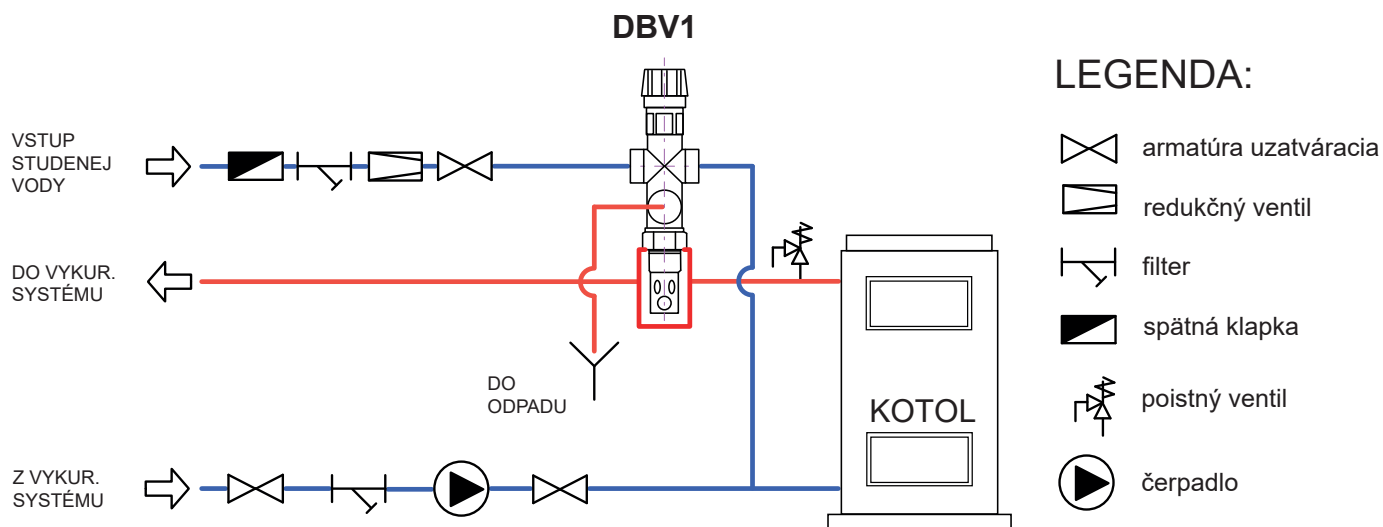 DBV1
VSTUP
STUDENEJ
VODY
DO VYKUR.
SYSTÉMU
DO
ODPADU
Z VYKUR.
SYSTÉMU
KOTOL
LEGENDA:
armatúra uzatváracia
redukčný ventil
filter
spätná klapka
poistný ventil
čerpadlo